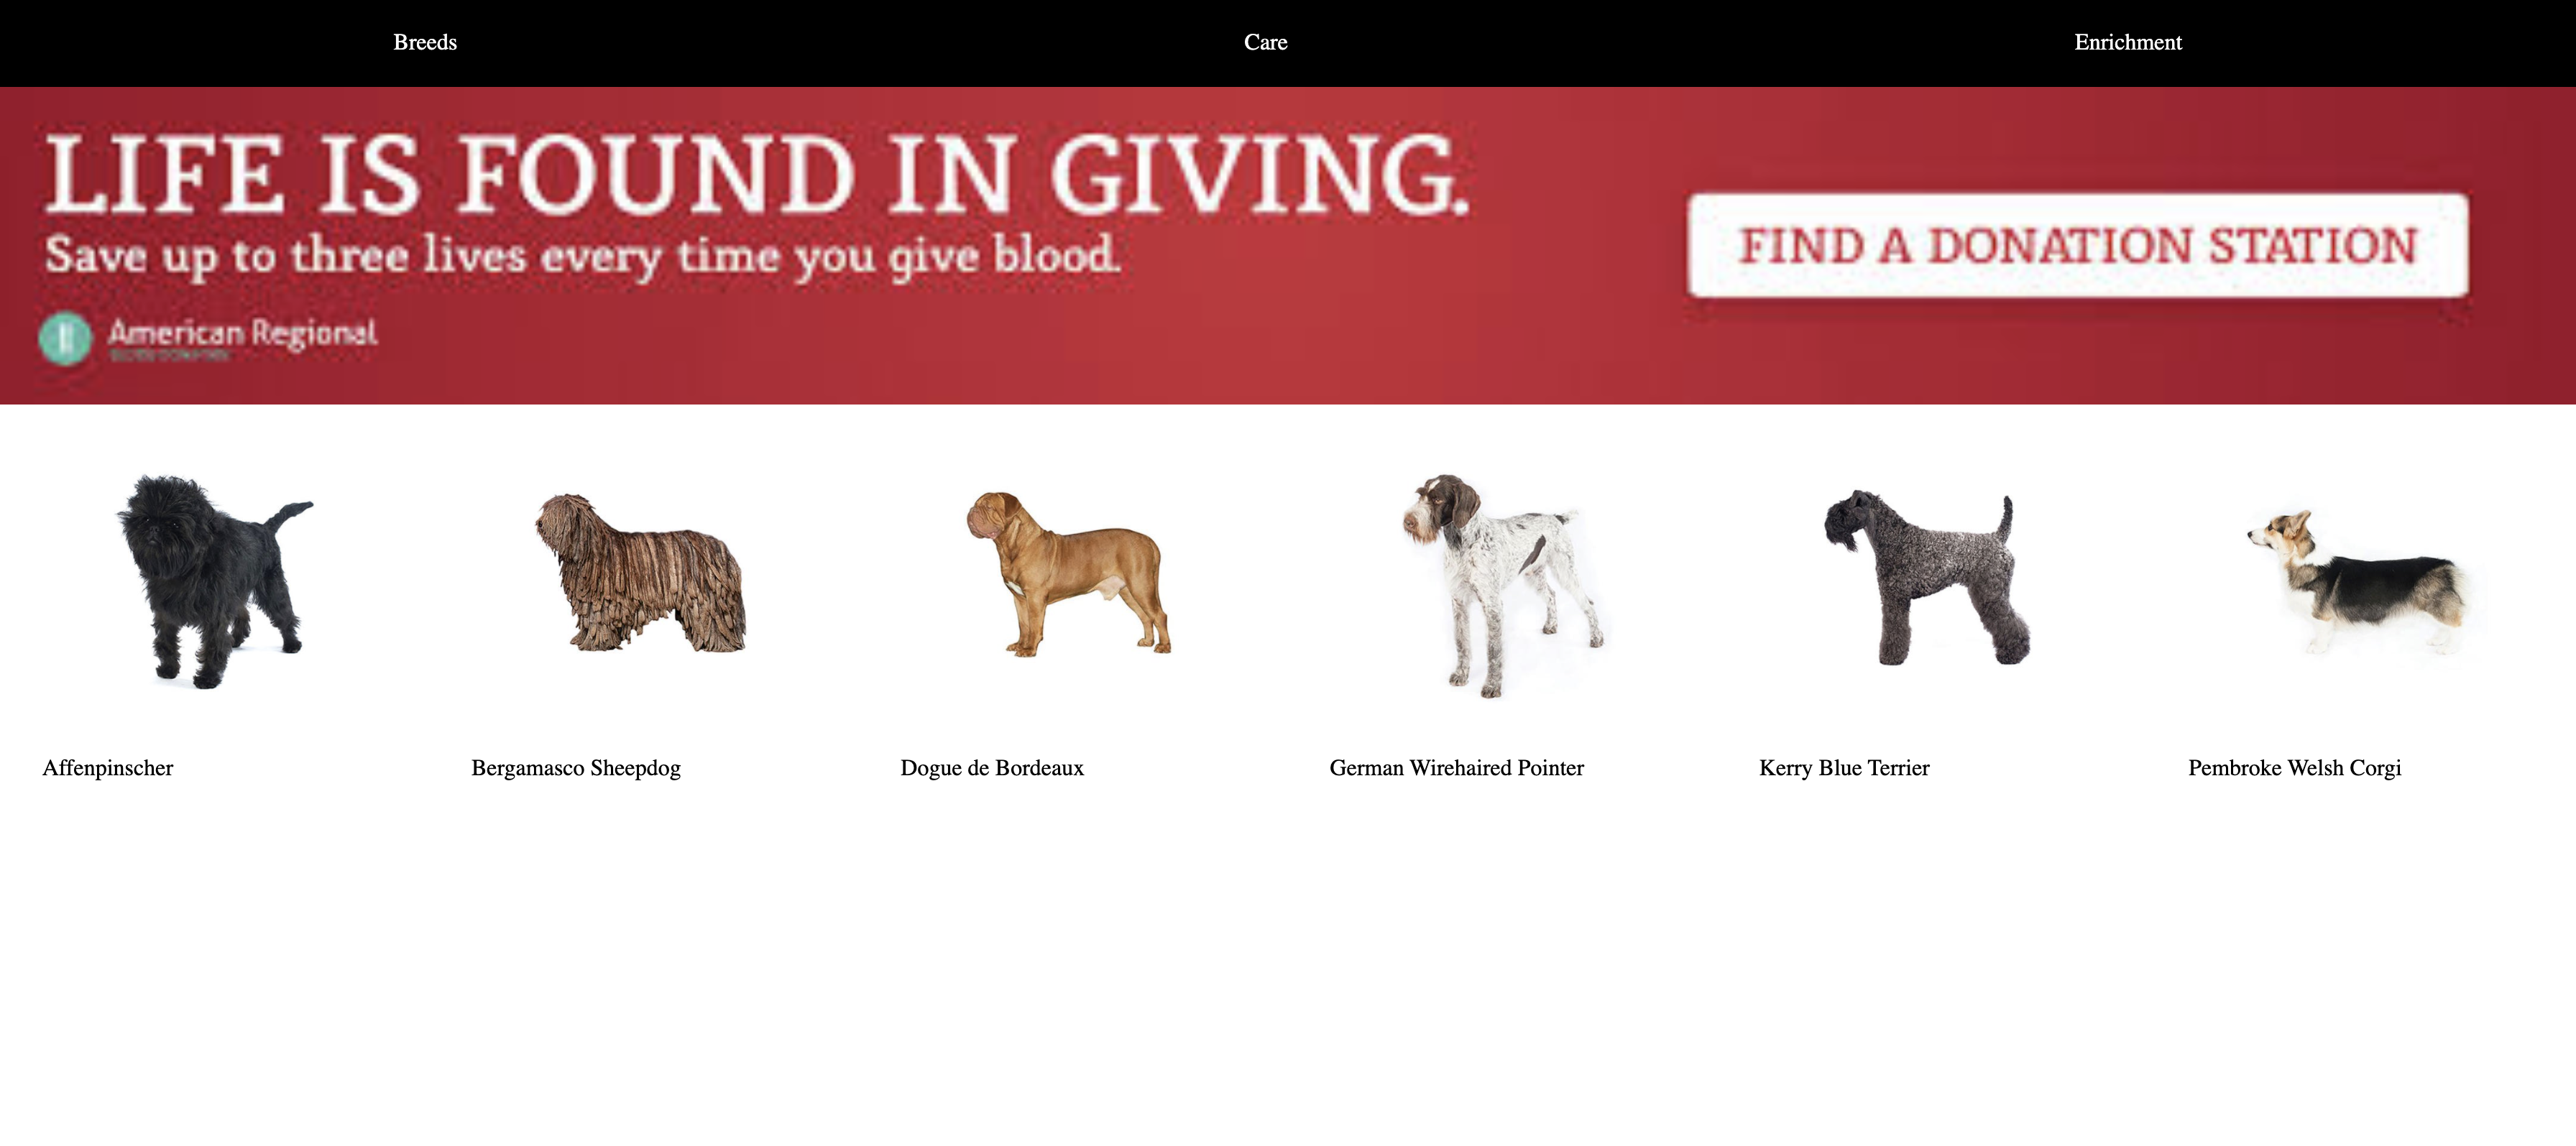 Breeds Care Enrichment
LIFE IS FOUND IN GIVING.
Save up to three lives every time you give blood.
FIND A DONATION STATION
American Regional
Affenpinscher
Bergamasco Sheepdog
Dogue de Bordeaux
German Wirehaired Pointer
Kerry Blue Terrier
Pembroke Welsh Corgi